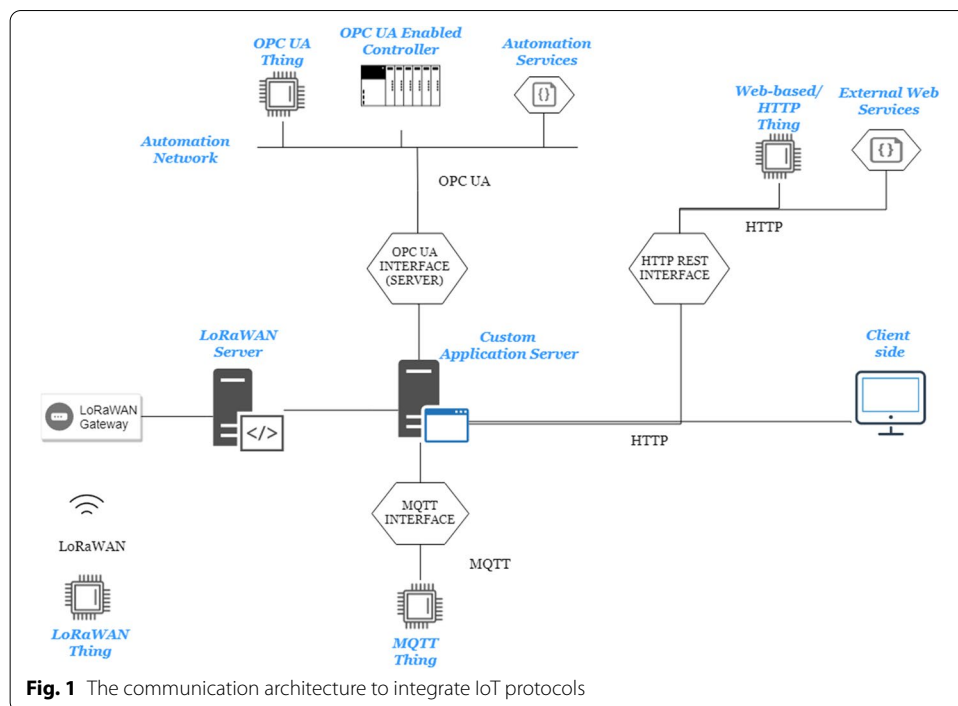 OPC UA
Thing
OPC UA Enabled
Controller
Automation
Services
Web-based/
HTTP
Thing
External Web
Services
Automation
Network
OPC UA
HTTP
OPC UA
INTERFACE
(SERVER)
HTTP REST
INTERFACE
LoRaWAN
Server
Custom
Application Server
Client
side
LoRaWAN
Gateway
</>
HTTP
MQTT
INTERFACE
LoRaWAN
MQTT
LoRaWAN
Thing
MQTT
Thing
Fig. 1 The communication architecture to integrate IoT protocols